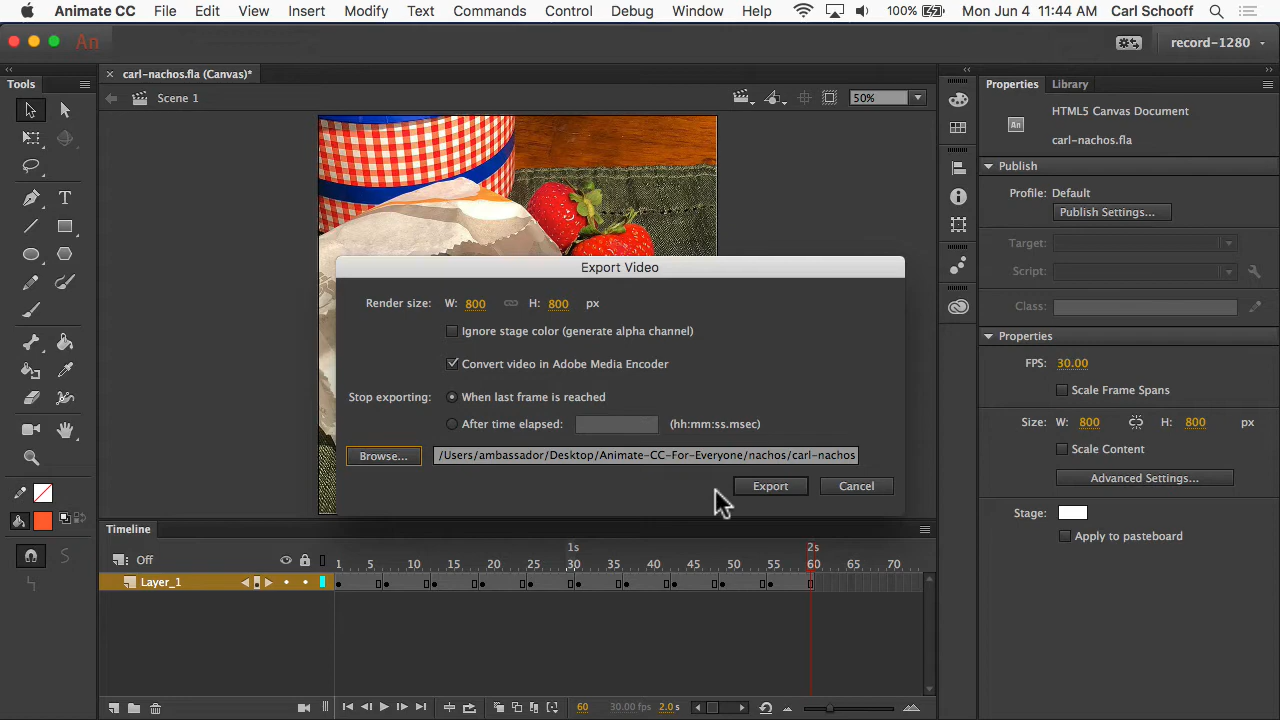 Animate CC File Edit View Insert Modify Text Commands Control Debug Window Help 100% Mon Jun 4 11:44 AM Carl Schooff
An record-1280
Tools
carl-nachos.fla (Canvas)*
Scene 1
50%
Properties Library
HTML5 Canvas Document
An
carl-nachos.fla
Publish
Profile: Default
Publish Settings...
Target:
Script:
Class:
Properties
FPS: 30.00
Scale Frame Spans
Size: W: 800 H: 800 px
Scale Content
Advanced Settings...
Stage:
Apply to pasteboard
Export Video
Render size: W: 800 H: 800 px
Ignore stage color (generate alpha channel)
Convert video in Adobe Media Encoder
Stop exporting: When last frame is reached
After time elapsed: (hh:mm:ss.msec)
Browse... /Users/ambassador/Desktop/Animate-CC-For-Everyone/nachos/carl-nachos
Export Cancel
Timeline
1s 2s
Off 1 5 10 15 20 25 30 35 40 45 50 55 60 65 70
Layer_1
60 30.00 fps 2.0 s